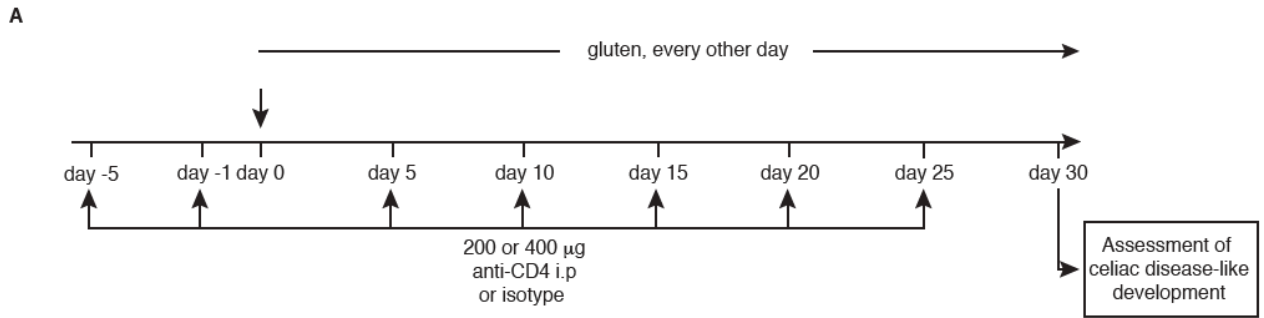 A
gluten, every other day
day -5 day -1 day 0 day 5 day 10 day 15 day 20 day 25 day 30
200 or 400 μg
anti-CD4 i.p
or isotype
Assessment of
celiac disease-like
development